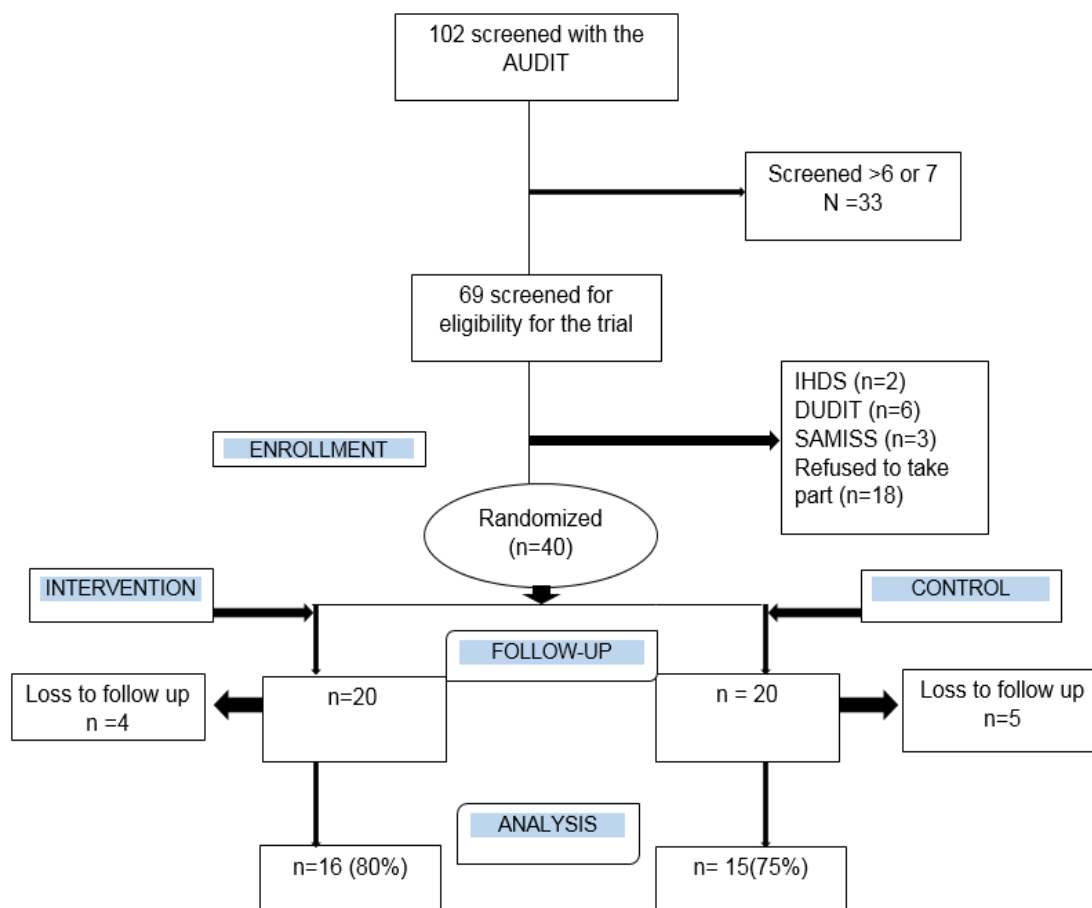 102 screened with the
AUDIT
Screened >6 or 7
N =33
69 screened for
eligibility for the trial
IHDS (n=2)
DUDIT (n=6)
SAMISS (n=3)
Refused to take
part (n=18)
ENROLLMENT
Randomized
(n=40)
INTERVENTION
CONTROL
FOLLOW-UP
Loss to follow up
n =4
n=20
n = 20
Loss to follow up
n=5
ANALYSIS
n=16 (80%)
n= 15(75%)